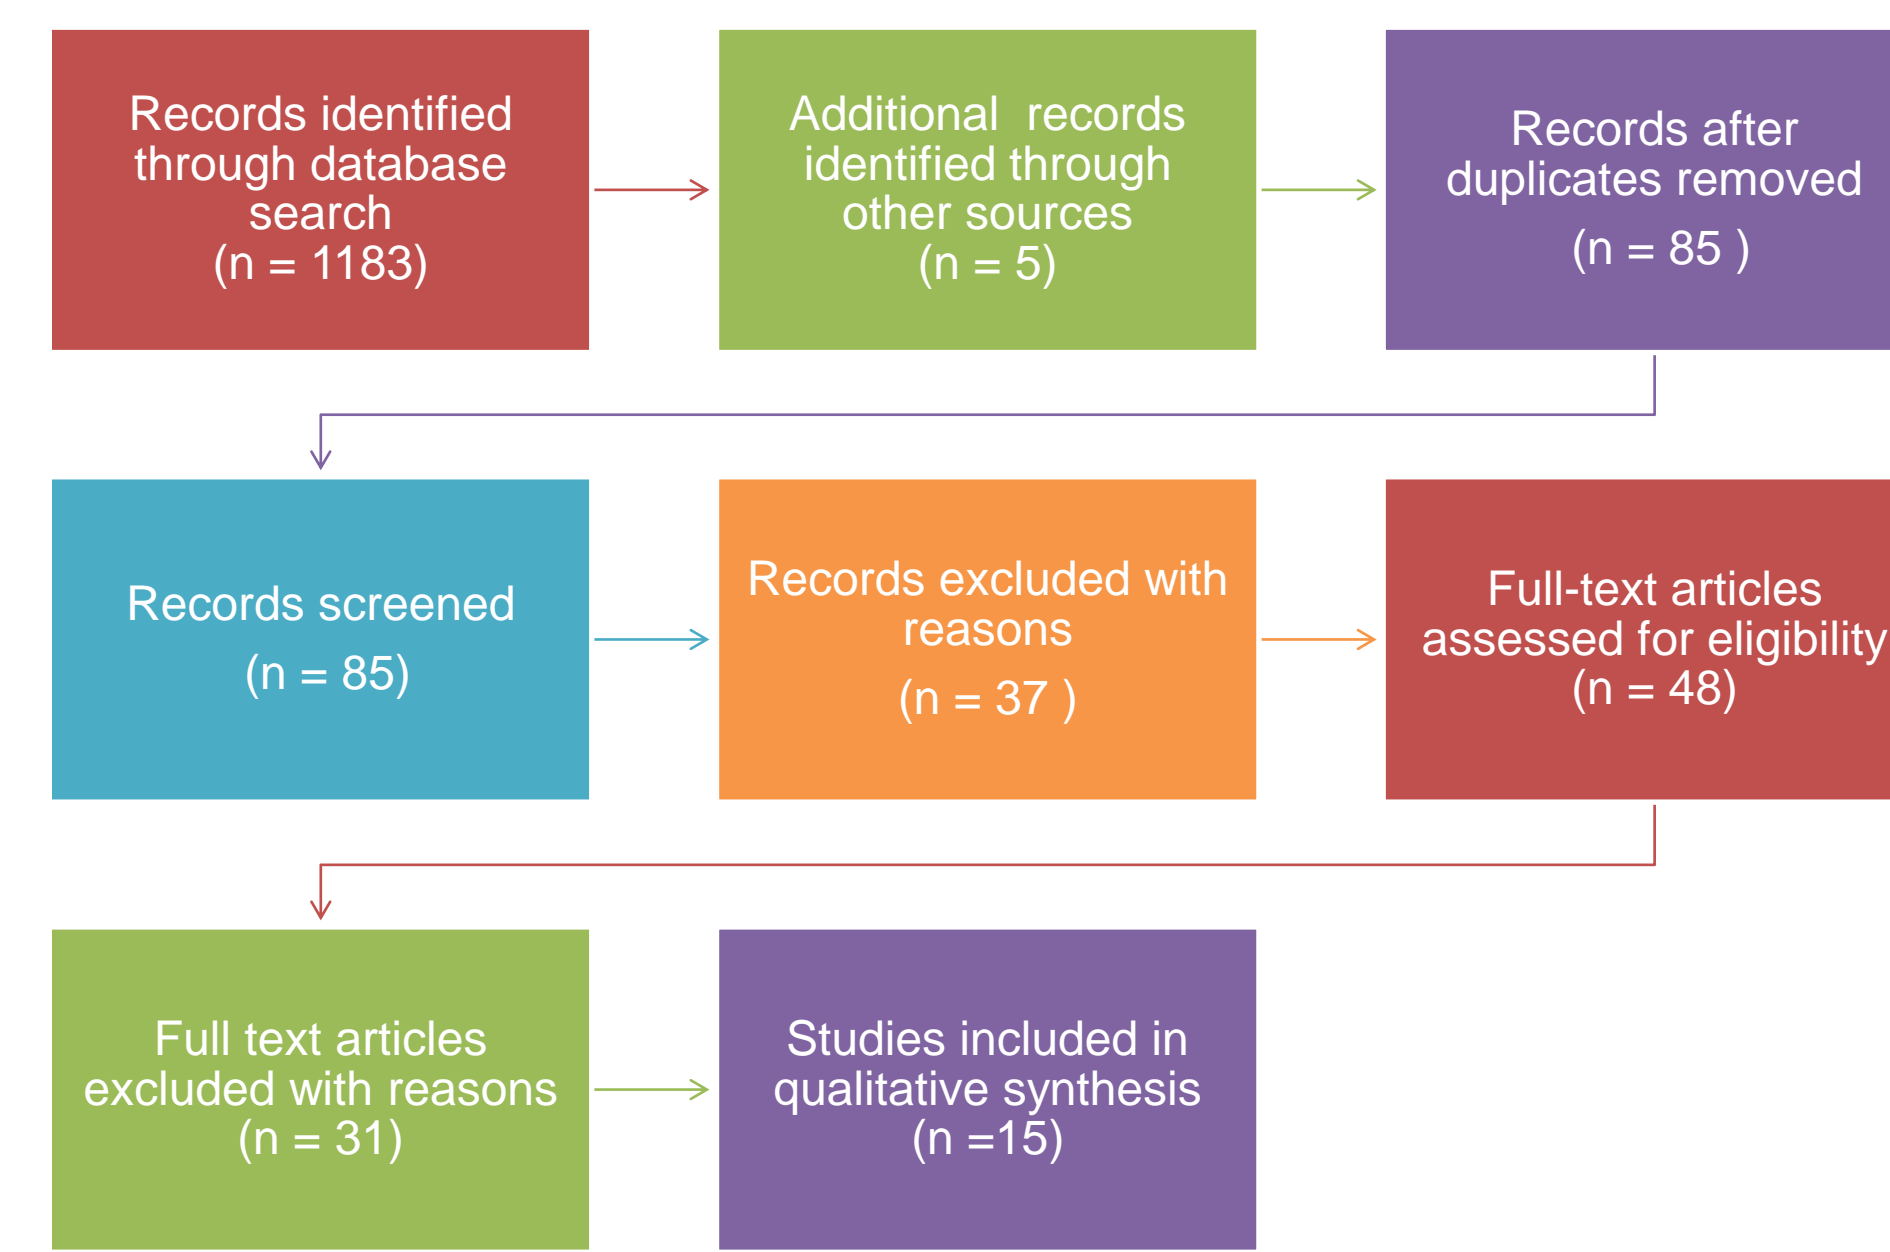 Records identified
through database
search
(n = 1183)
Additional  records
identified through
other sources
(n = 5)
Records after
duplicates removed
(n = 85 )
Records screened
(n = 85)
Records excluded with
reasons
(n = 37 )
Full-text articles
assessed for eligibility
(n = 48)
Full text articles
excluded with reasons
(n = 31)
Studies included in
qualitative synthesis
(n =15)